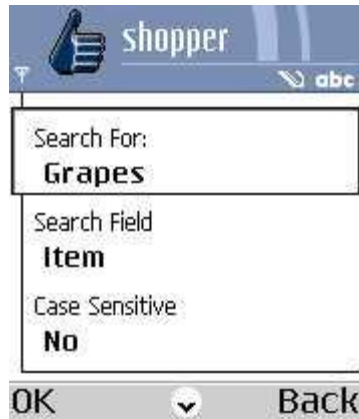 shopper
abc
Search For:
Grapes
Search Field
Item
Case Sensitive
No
OK Back